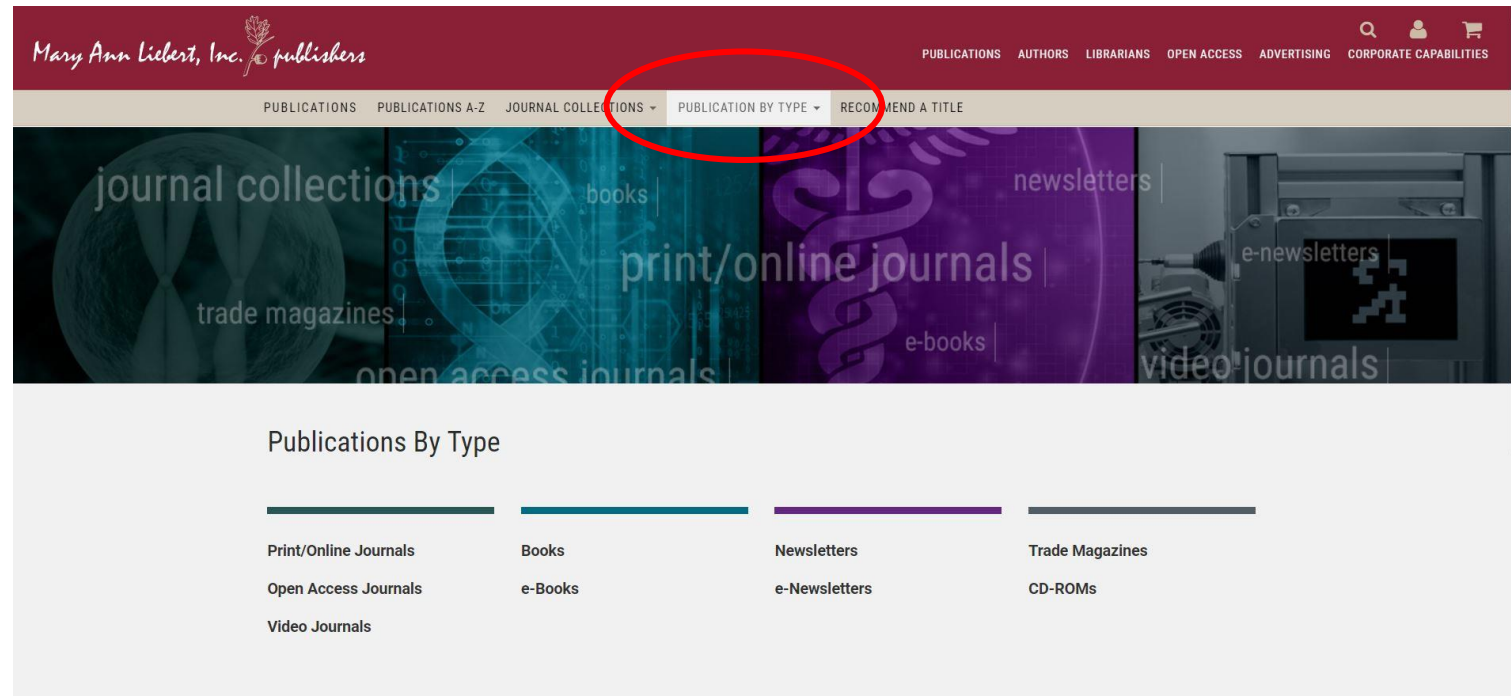 Mary Ann Liebert, Inc. publishers
PUBLICATIONS AUTHORS LIBRARIANS OPEN ACCESS ADVERTISING CORPORATE CAPABILITIES
PUBLICATIONS PUBLICATIONS A-Z JOURNAL COLLECTIONS PUBLICATION BY TYPE RECOMMEND A TITLE
journal collections
books
newsletters
print/online journals
e-newsletters
trade magazines
e-books
open access journals
video journals
Publications By Type
Print/Online Journals Books Newsletters Trade Magazines
Open Access Journals e-Books e-Newsletters CD-ROMs
Video Journals